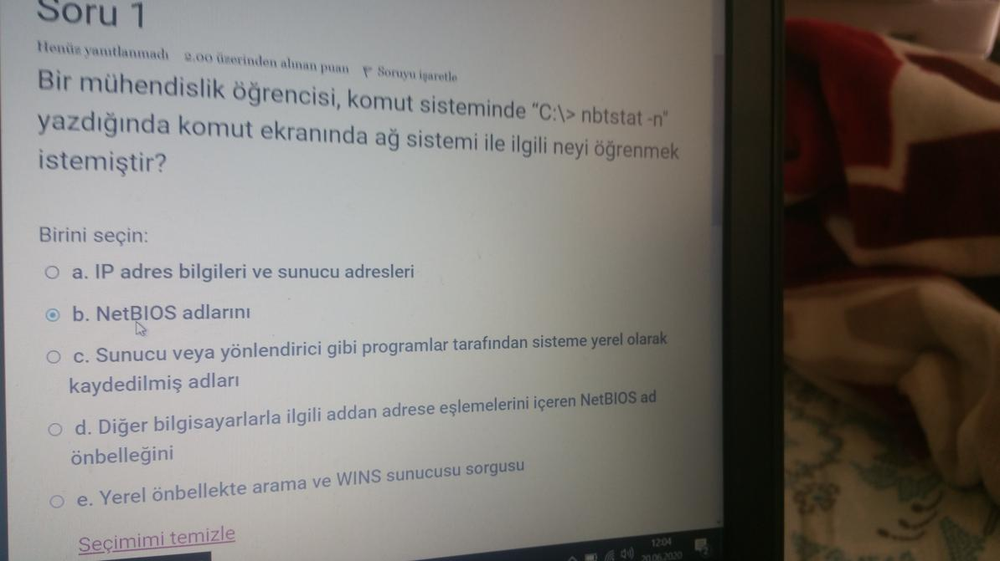 Soru 1
Henüz yanıtlanmadı 2,00 üzerinden alınan puan Soruyu işaretle
Bir mühendislik öğrencisi, komut sisteminde “C:\> nbtstat -n”
yazdığında komut ekranında ağ sistemi ile ilgili neyi öğrenmek
istemiştir?
Birini seçin:
a. IP adres bilgileri ve sunucu adresleri
b. NetBIOS adlarını
c. Sunucu veya yönlendirici gibi programlar tarafından sisteme yerel olarak
kaydedilmiş adları
d. Diğer bilgisayarlarla ilgili addan adrese eşlemelerini içeren NetBIOS ad
önbelleğini
e. Yerel önbellekte arama ve WINS sunucusu sorgusu
Seçimimi temizle
12:04
20.06.2020
2